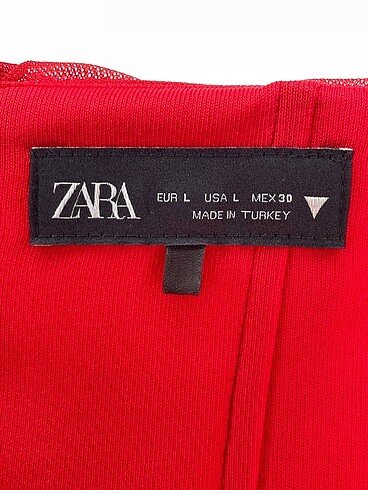 ZARA
EUR L USA L MEX 30
MADE IN TURKEY